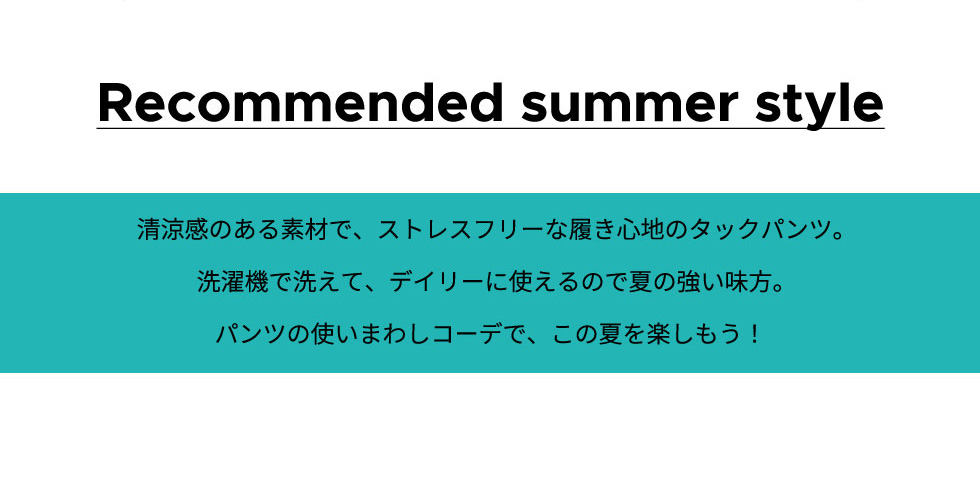 Recommended summer style
清涼感のある素材で、ストレスフリーな履き心地のタックパンツ。
洗濯機で洗えて、デイリーに使えるので夏の強い味方。
パンツの使いまわしコーデで、この夏を楽しもう！